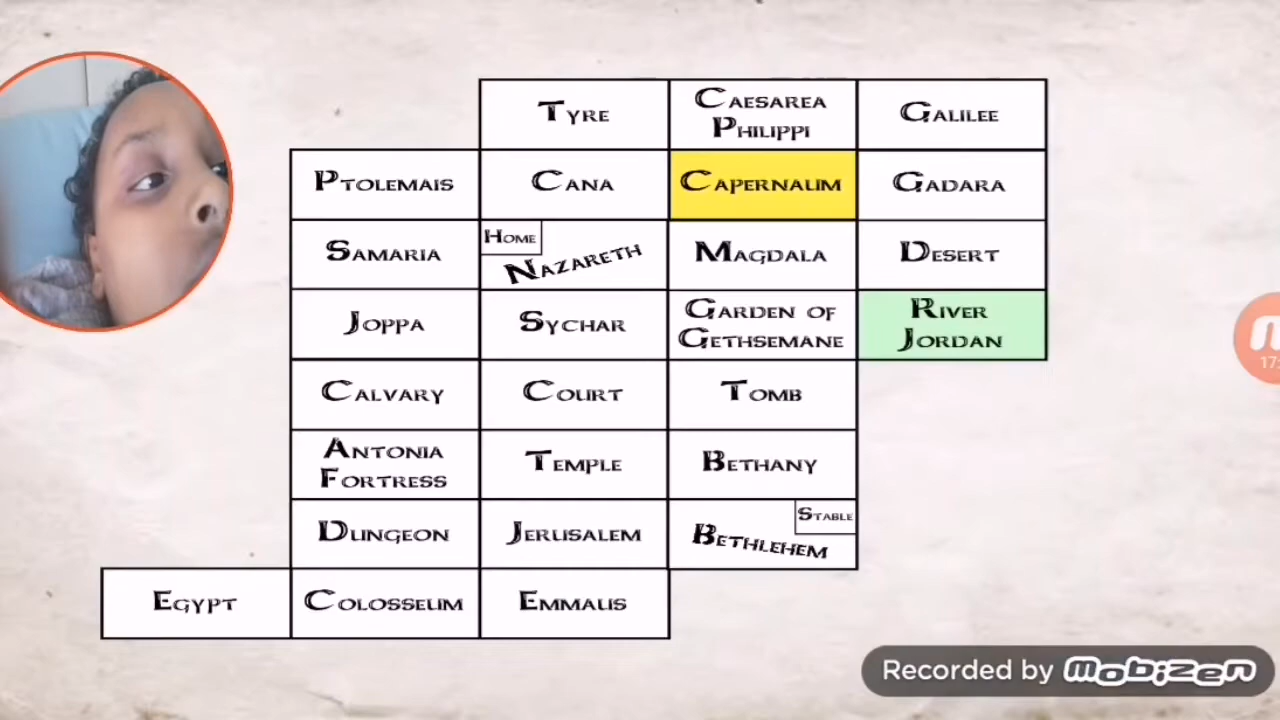 Tyre
Caesarea
Philippi
Galilee
Ptolemais
Cana
Capernaum
Gadara
Samaria
Home
Nazareth
Magdala
Desert
Joppa
Sychar
Garden of
Gethsemane
River
Jordan
Calvary
Court
Tomb
Antonia
Fortress
Temple
Bethany
Dungeon
Jerusalem
Stable
Bethlehem
Egypt
Colosseum
Emmaus
17:
Recorded by mobizen